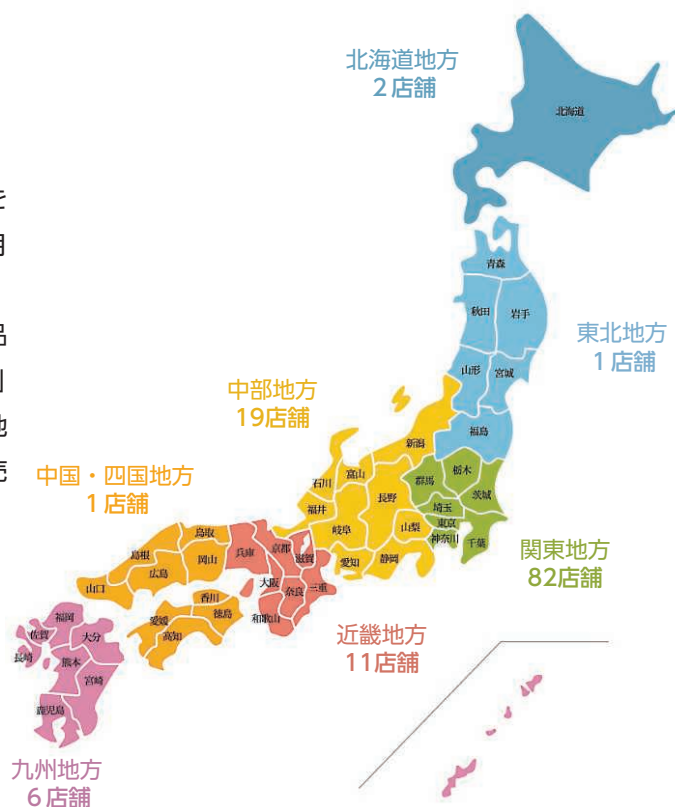 北海道地方
2店舗
北海道
を
青森
秋田
岩手
東北地方
1店舗
山形
宮城
福島
中部地方
19店舗
新潟
富山
石川
福井
長野
岐阜
山梨
愛知
静岡
群馬
栃木
茨城
埼玉
東京
神奈川
千葉
関東地方
82店舗
中国・四国地方
1店舗
鳥取
島根
岡山
広島
山口
香川
愛媛
徳島
高知
兵庫
京都
滋賀
大阪
奈良
三重
和歌山
近畿地方
11店舗
福岡
佐賀
大分
長崎
熊本
宮崎
鹿児島
九州地方
6店舗